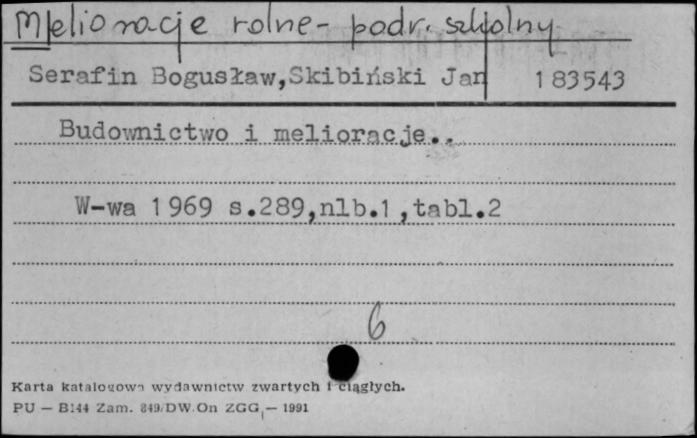 Melioracje rolne - podr. szkolny
Serafin Bogusław,Skibiński Jan 183543
Budownictwo i melioracje..
W-wa 1969 s.289,nlb.1,tabl.2
6
Karta katalogowa wydawnictw zwartych i ciągłych.
PU — B144 Zam. 849/DW.On ZGG — 1991